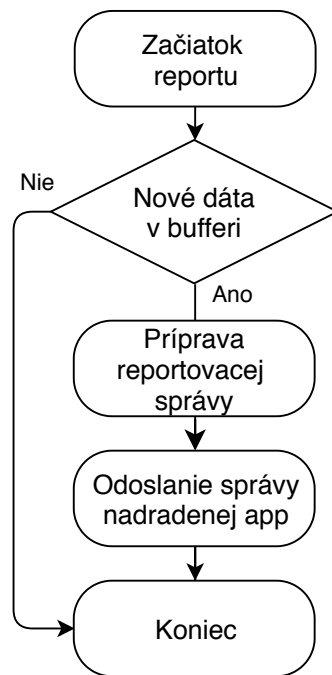 Začiatok
reportu
Nie
Nové dáta
v bufferi
Ano
Príprava
reportovacej
správy
Odoslanie správy
nadradenej app
Koniec